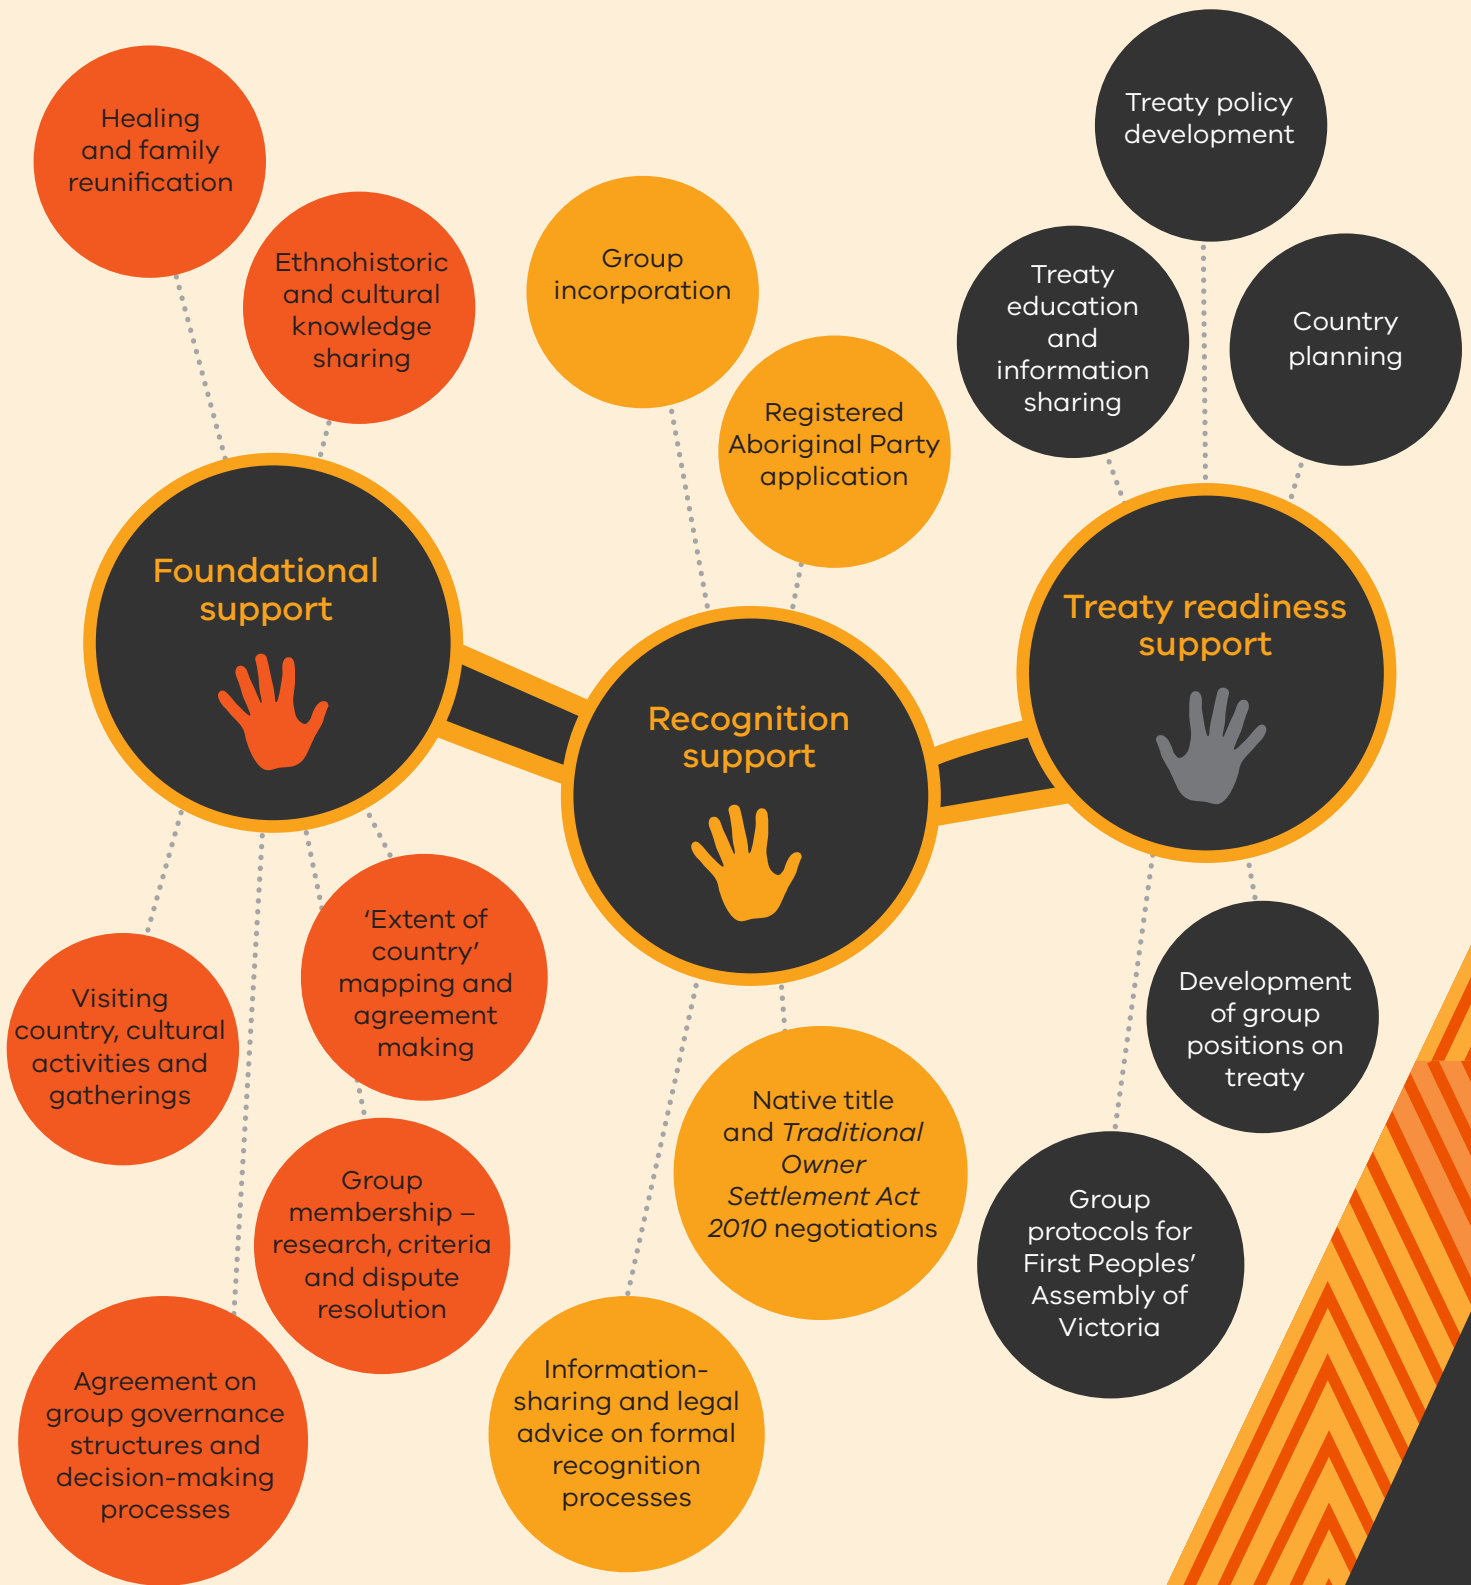 Healing
and family
reunification
Ethnohistoric
and cultural
knowledge
sharing
Foundational
support
Visiting
country, cultural
activities and
gatherings
‘Extent of
country’
mapping and
agreement
making
Group
membership –
research, criteria
and dispute
resolution
Agreement on
group governance
structures and
decision-making
processes
Group
incorporation
Registered
Aboriginal Party
application
Recognition
support
Native title
and Traditional
Owner
Settlement Act
2010 negotiations
Information-
sharing and legal
advice on formal
recognition
processes
Treaty policy
development
Treaty
education
and
information
sharing
Country
planning
Treaty readiness
support
Development
of group
positions on
treaty
Group
protocols for
First Peoples’
Assembly of
Victoria